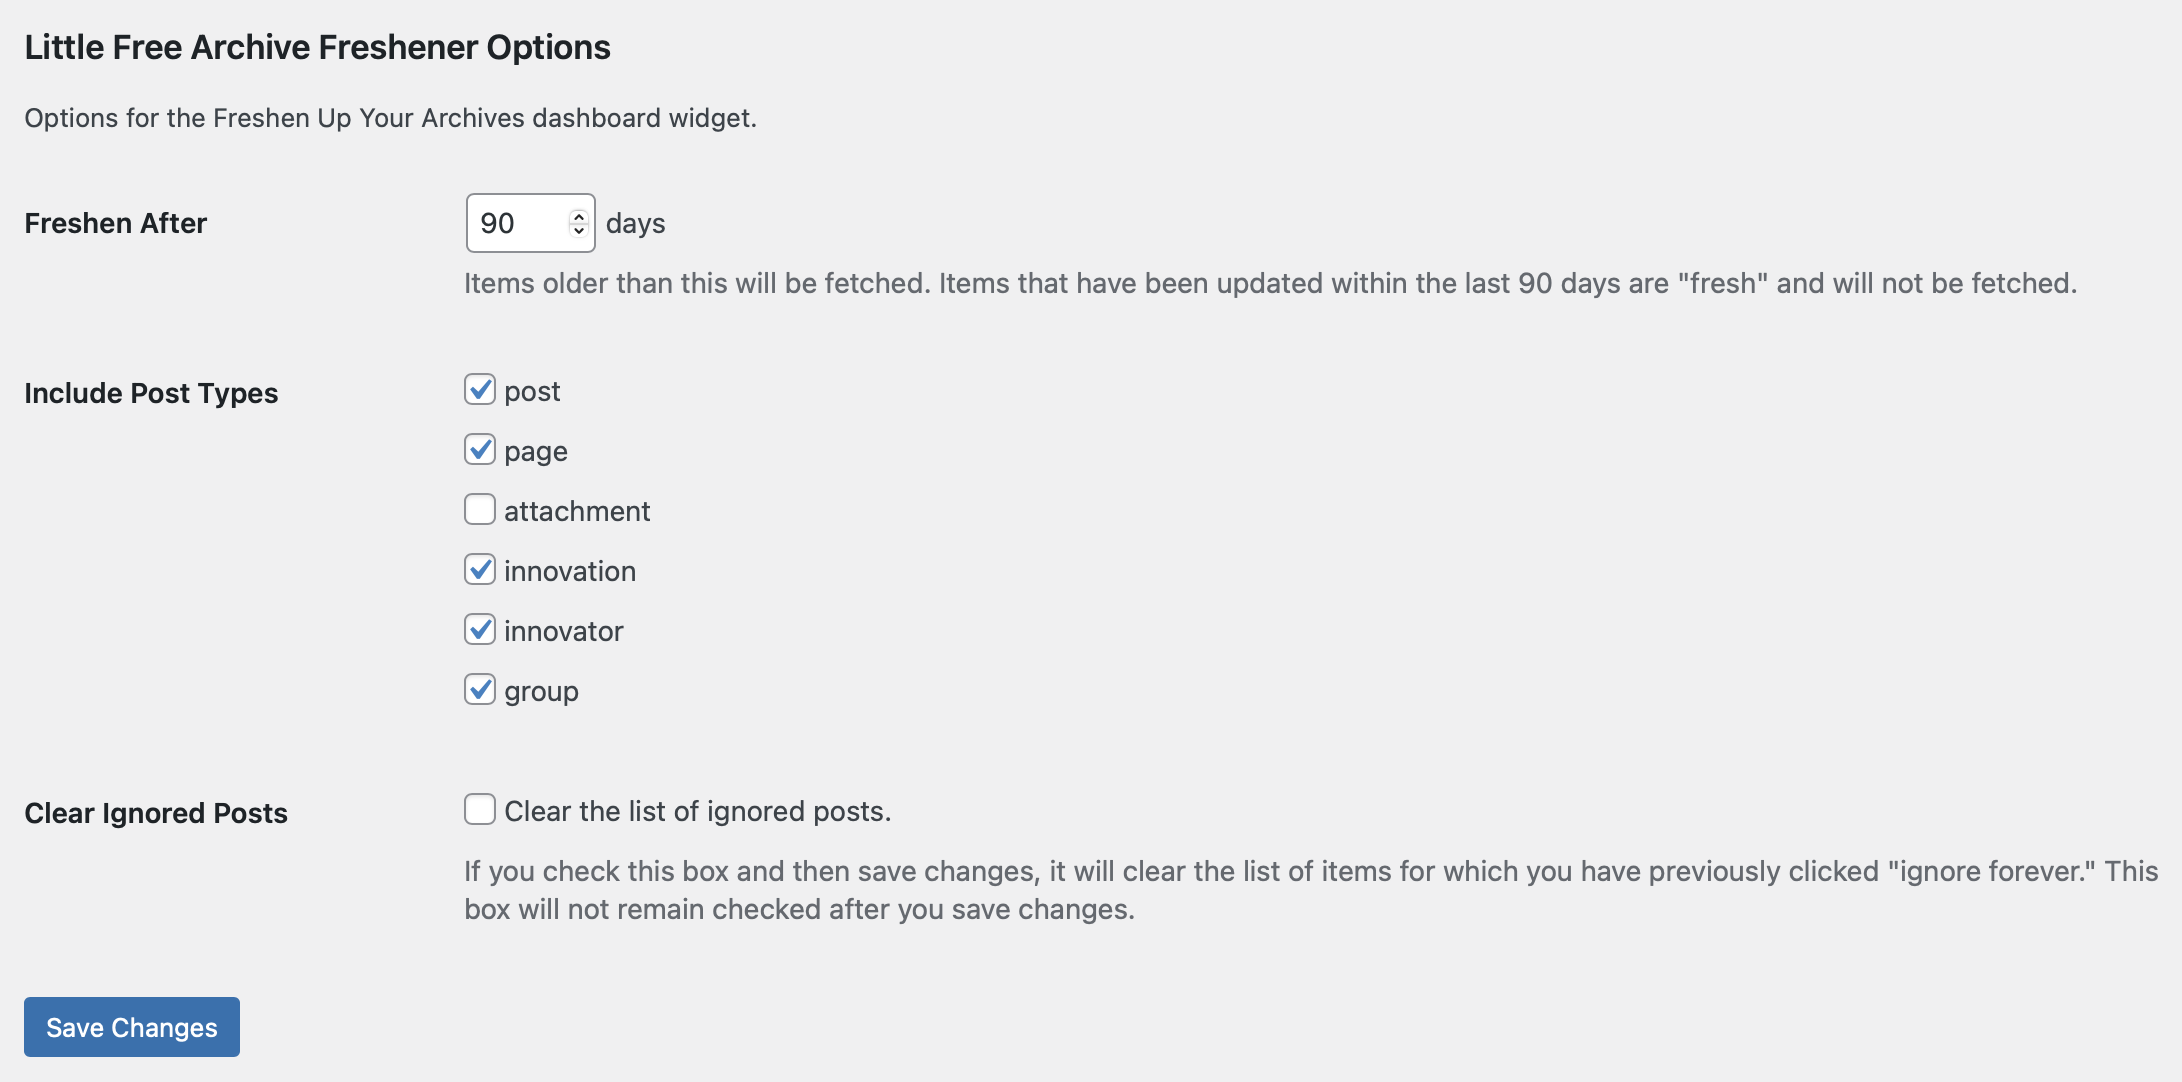 Little Free Archive Freshener Options
Options for the Freshen Up Your Archives dashboard widget.
Freshen After
90 days
Items older than this will be fetched. Items that have been updated within the last 90 days are "fresh" and will not be fetched.
Include Post Types
post
page
attachment
innovation
innovator
group
Clear Ignored Posts
Clear the list of ignored posts.
If you check this box and then save changes, it will clear the list of items for which you have previously clicked "ignore forever." This
box will not remain checked after you save changes.
Save Changes